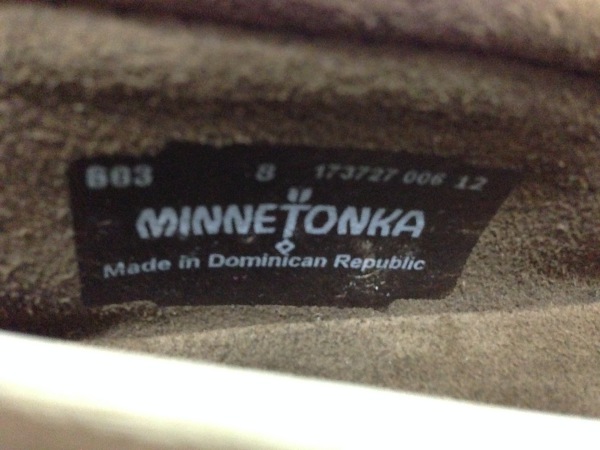 603 8 173727 006 12
MINNETONKA
Made in Dominican Republic